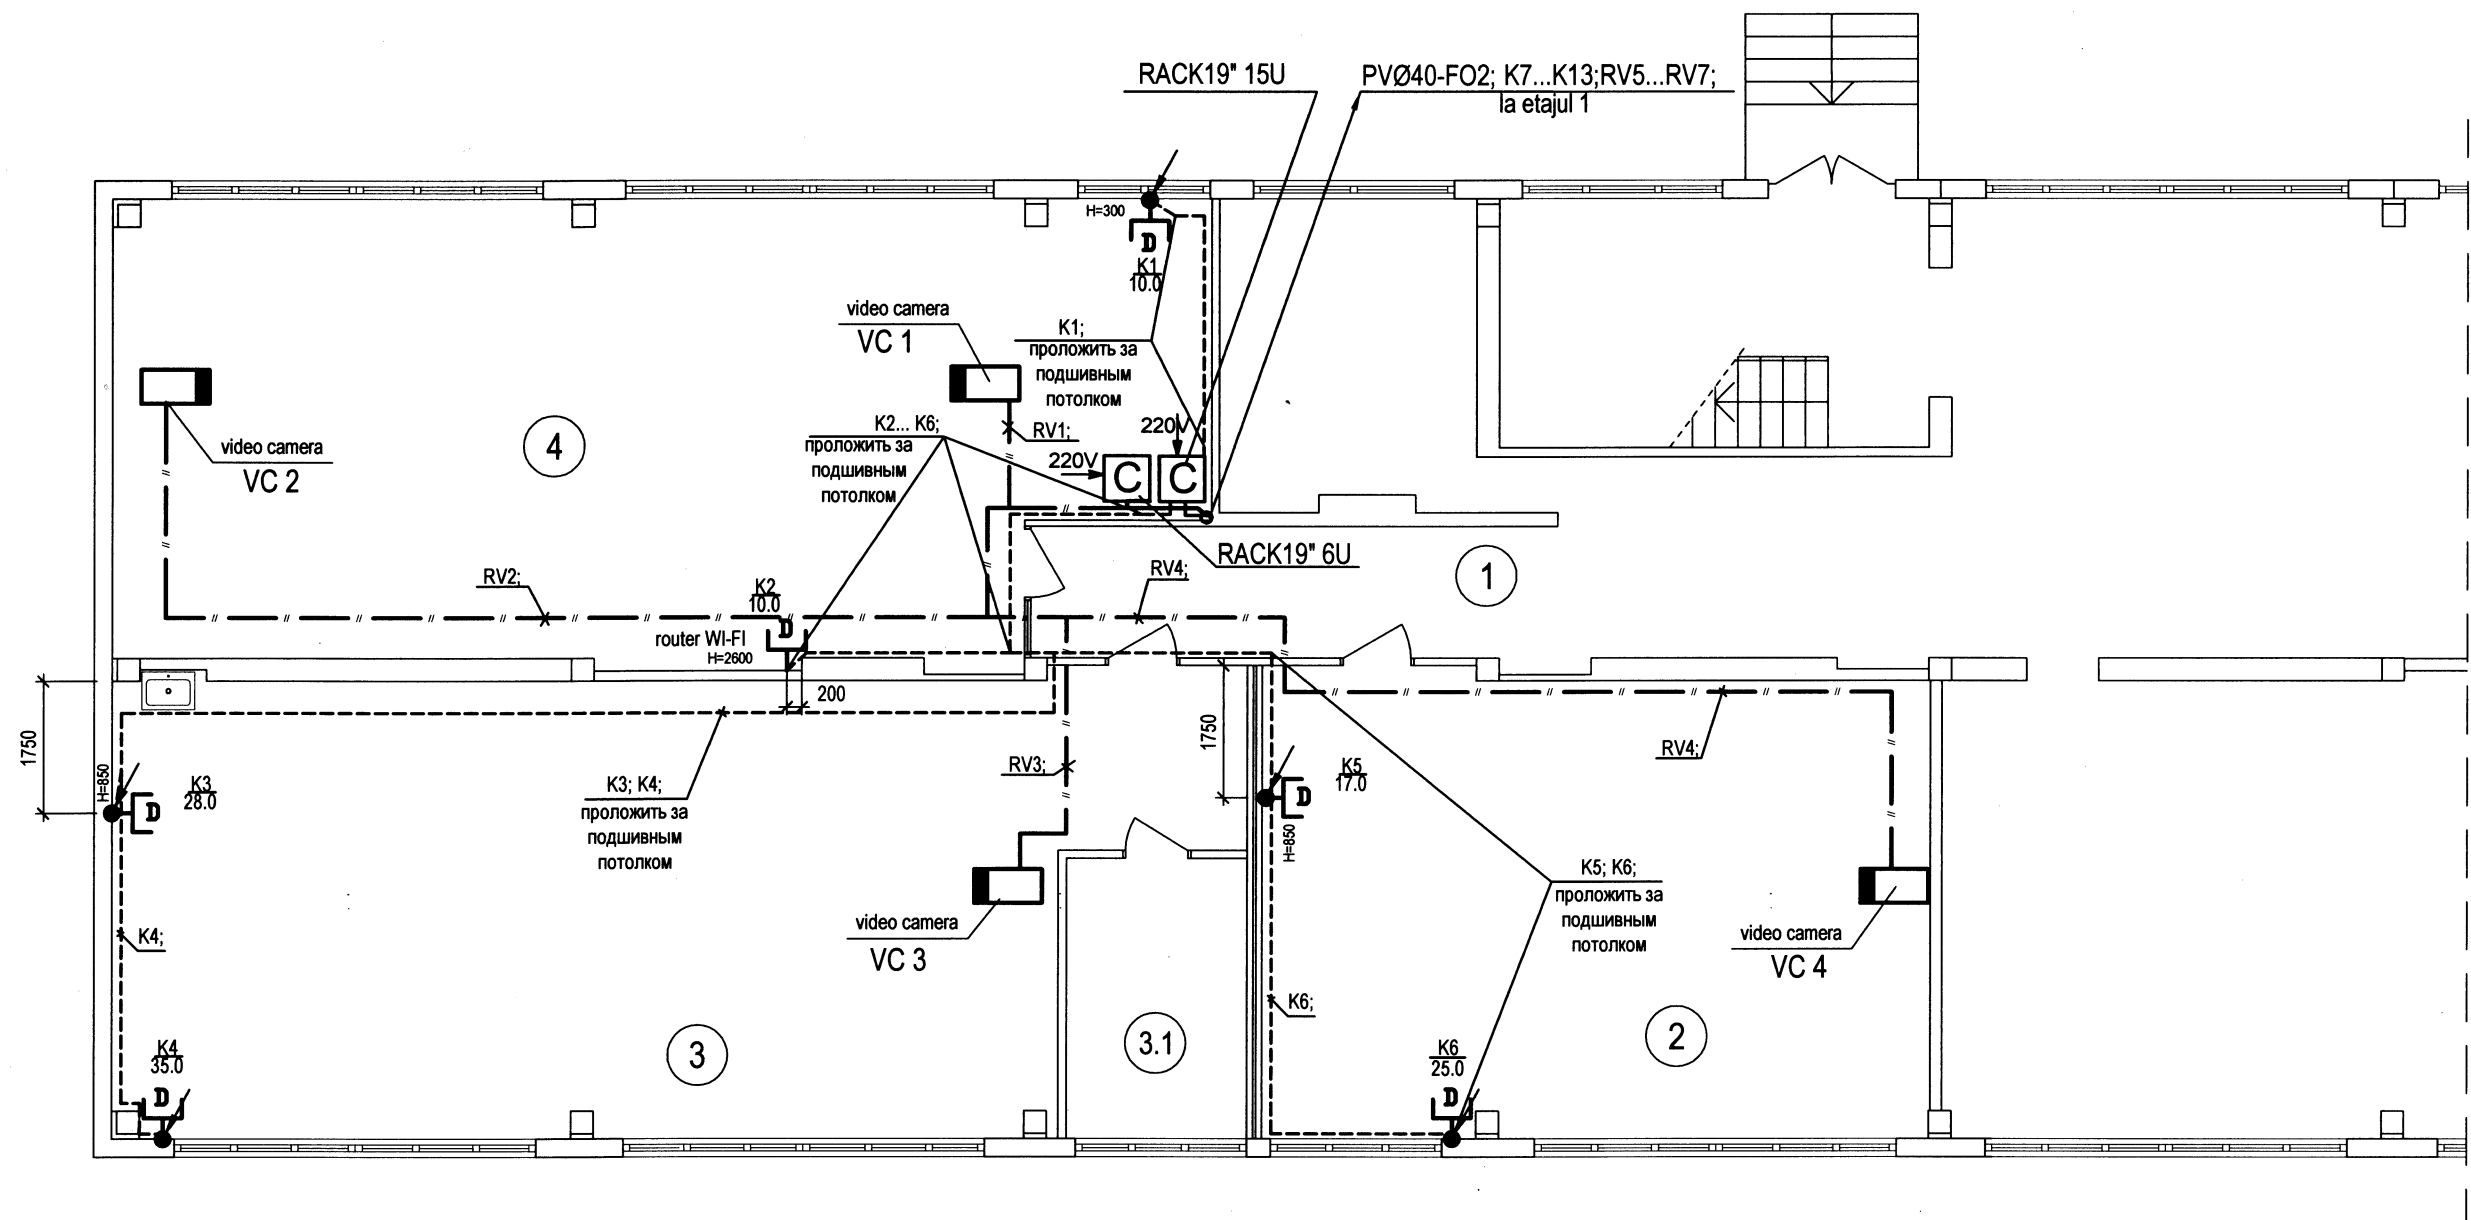 RACK19" 15U
PVØ40-FO2; K7...K13;RV5...RV7;
la etajul 1
H=300
D
K1
10.0
video camera
VC 1
K1;
проложить за
подшивным
потолком
video camera
VC 2
4
K2... K6;
проложить за
подшивным
потолком
RV1;
220V
220V
C
C
RACK19" 6U
1
RV2;
K2
10.0
D
router WI-FI
H=2600
RV4;
200
1750
H=850
D
K3
28.0
K3; K4;
проложить за
подшивным
потолком
RV3;
1750
K5
17.0
D
H=850
RV4;
video camera
VC 3
K5; K6;
проложить за
подшивным
потолком
video camera
VC 4
K4;
K6;
K4
35.0
D
3
3.1
K6
25.0
D
2